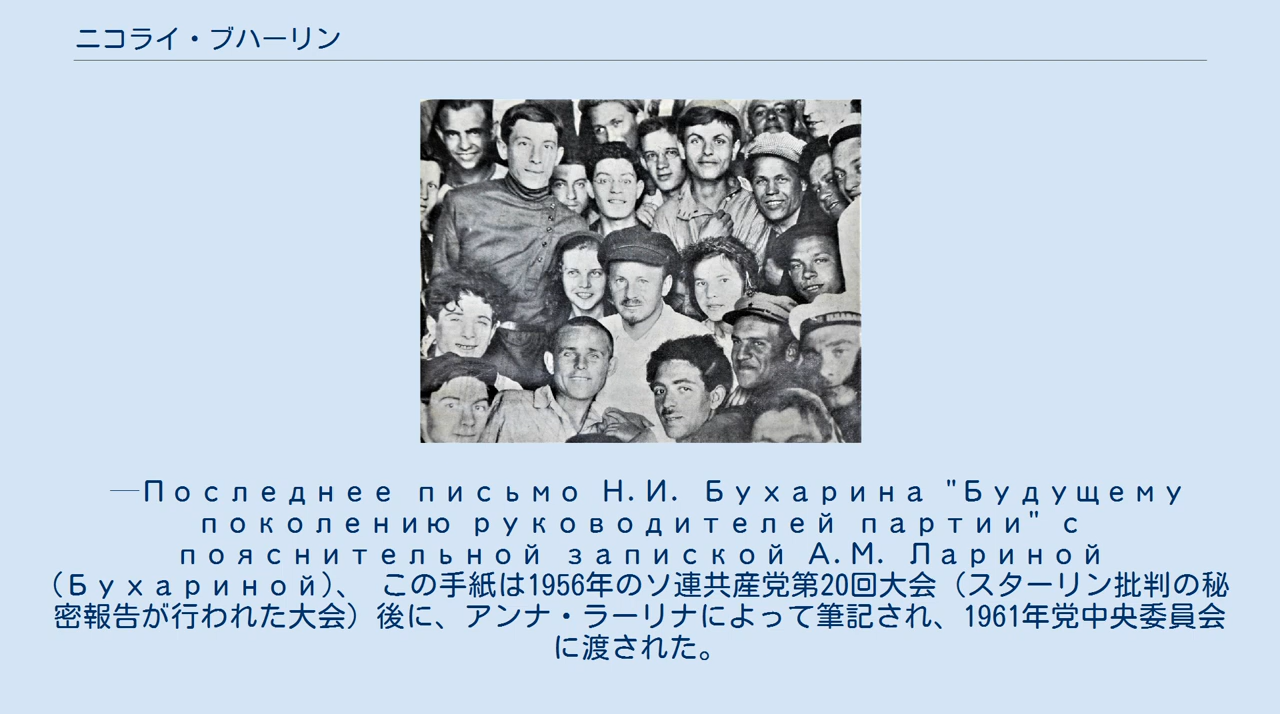 ニコライ・ブハーリン
―Последнее письмо Н.И. Бухарина "Будущему
поколению руководителей партии" с
пояснительной запиской А.М. Лариной
(Бухариной)、 この手紙は1956年のソ連共産党第20回大会（スターリン批判の秘
密報告が行われた大会）後に、アンナ・ラーリナによって筆記され、1961年党中央委員会
に渡された。